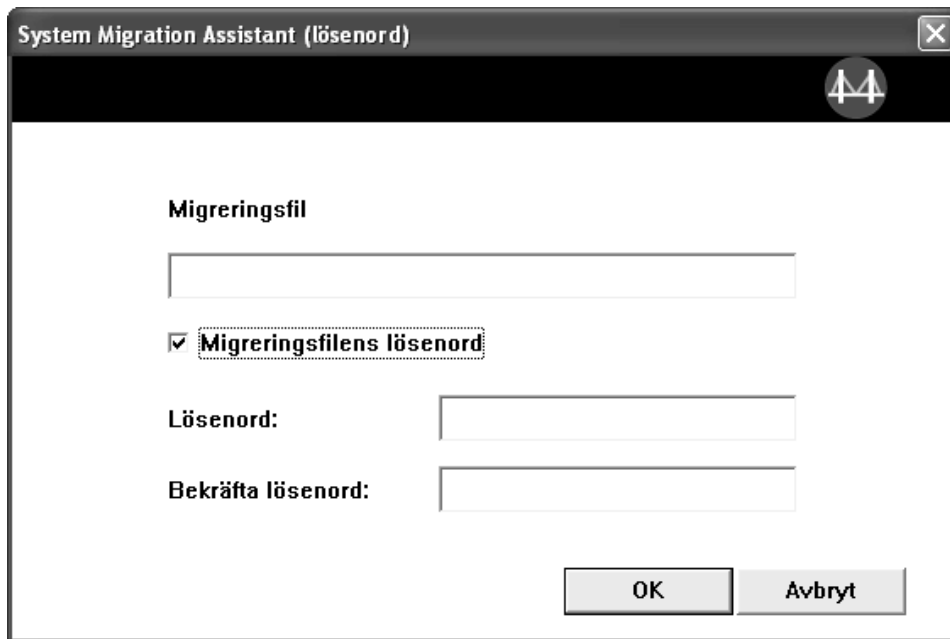 System Migration Assistant (lösenord)
Migreringsfil
Migreringsfilens lösenord
Lösenord:
Bekräfta lösenord:
OK Avbryt